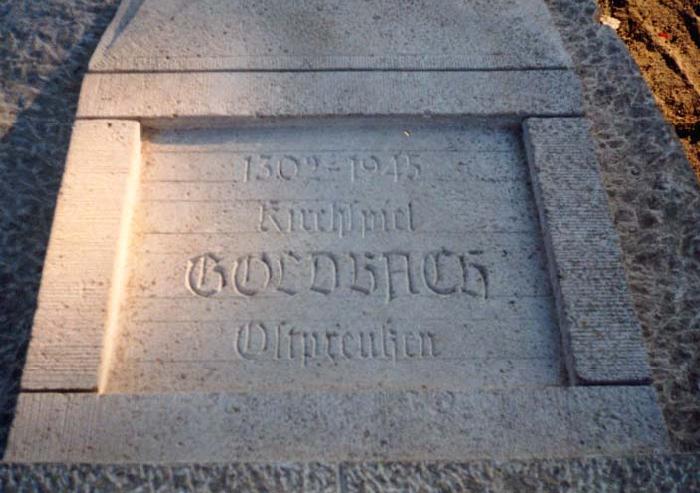 1302-1945
Kirchspiel
GOLDBACH
Ostpreußen